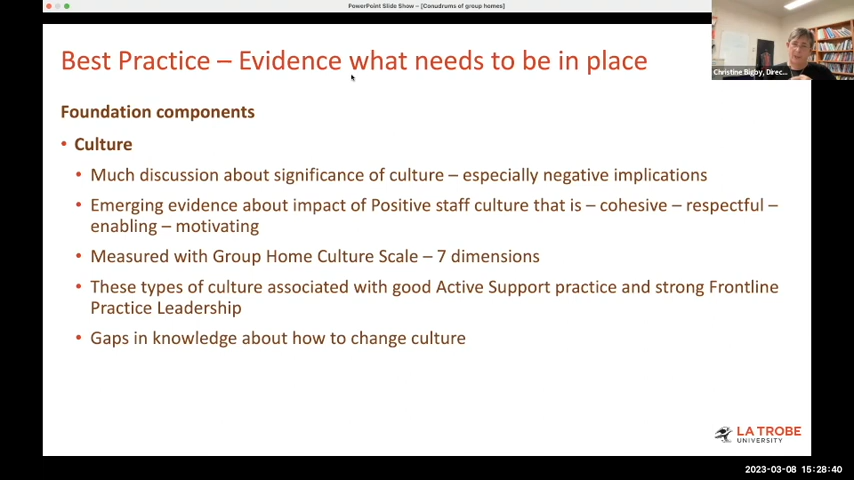 PowerPoint Slide Show – [Conudrums of group homes]
Christine Bigby, Direc...
Best Practice – Evidence what needs to be in place
Foundation components
• Culture
• Much discussion about significance of culture – especially negative implications
• Emerging evidence about impact of Positive staff culture that is – cohesive – respectful –
enabling – motivating
• Measured with Group Home Culture Scale – 7 dimensions
• These types of culture associated with good Active Support practice and strong Frontline
Practice Leadership
• Gaps in knowledge about how to change culture
LA TROBE
UNIVERSITY
2023-03-08 15:28:40